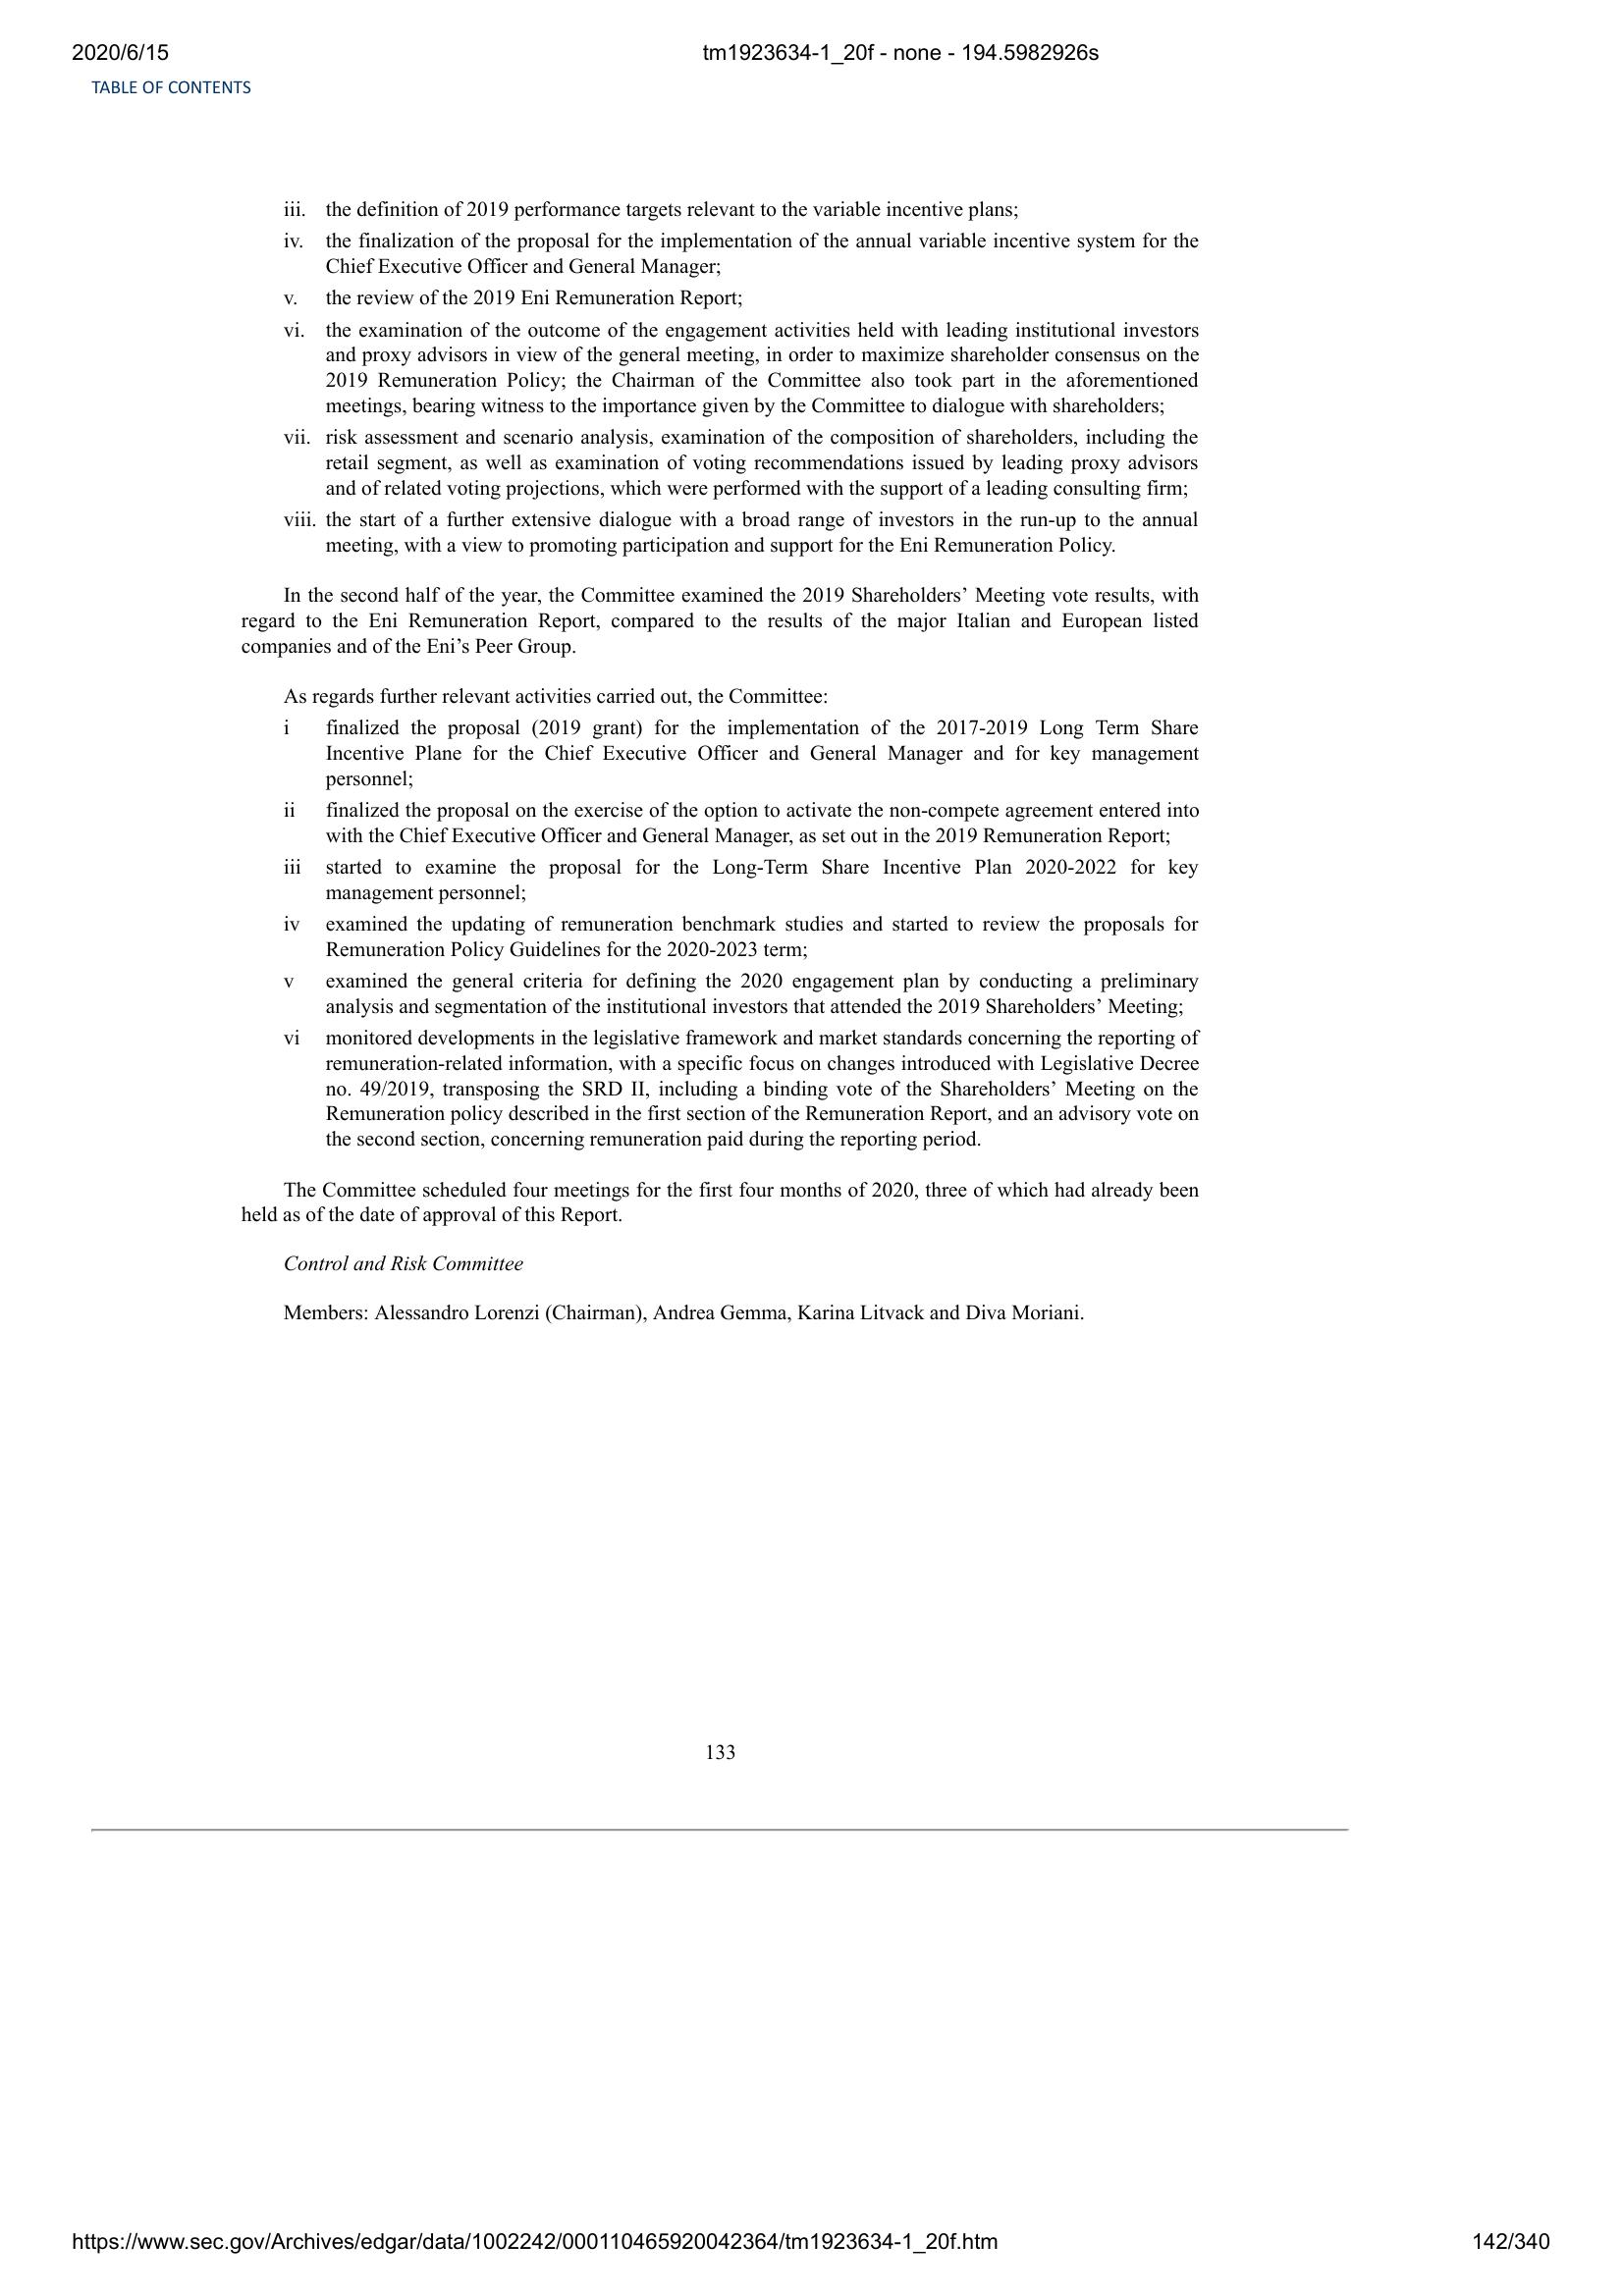 2020/6/15
tm1923634-1_20f - none - 194.5982926s
TABLE OF CONTENTS
iii. the definition of 2019 performance targets relevant to the variable incentive plans;
iv. the finalization of the proposal for the implementation of the annual variable incentive system for the
Chief Executive Officer and General Manager;
v. the review of the 2019 Eni Remuneration Report;
vi. the examination of the outcome of the engagement activities held with leading institutional investors
and proxy advisors in view of the general meeting, in order to maximize shareholder consensus on the
2019 Remuneration Policy; the Chairman of the Committee also took part in the aforementioned
meetings, bearing witness to the importance given by the Committee to dialogue with shareholders;
vii. risk assessment and scenario analysis, examination of the composition of shareholders, including the
retail segment, as well as examination of voting recommendations issued by leading proxy advisors
and of related voting projections, which were performed with the support of a leading consulting firm;
viii. the start of a further extensive dialogue with a broad range of investors in the run-up to the annual
meeting, with a view to promoting participation and support for the Eni Remuneration Policy.
In the second half of the year, the Committee examined the 2019 Shareholders’ Meeting vote results, with
regard to the Eni Remuneration Report, compared to the results of the major Italian and European listed
companies and of the Eni’s Peer Group.
As regards further relevant activities carried out, the Committee:
i finalized the proposal (2019 grant) for the implementation of the 2017-2019 Long Term Share
Incentive Plane for the Chief Executive Officer and General Manager and for key management
personnel;
ii finalized the proposal on the exercise of the option to activate the non-compete agreement entered into
with the Chief Executive Officer and General Manager, as set out in the 2019 Remuneration Report;
iii started to examine the proposal for the Long-Term Share Incentive Plan 2020-2022 for key
management personnel;
iv examined the updating of remuneration benchmark studies and started to review the proposals for
Remuneration Policy Guidelines for the 2020-2023 term;
v examined the general criteria for defining the 2020 engagement plan by conducting a preliminary
analysis and segmentation of the institutional investors that attended the 2019 Shareholders’ Meeting;
vi monitored developments in the legislative framework and market standards concerning the reporting of
remuneration-related information, with a specific focus on changes introduced with Legislative Decree
no. 49/2019, transposing the SRD II, including a binding vote of the Shareholders’ Meeting on the
Remuneration policy described in the first section of the Remuneration Report, and an advisory vote on
the second section, concerning remuneration paid during the reporting period.
The Committee scheduled four meetings for the first four months of 2020, three of which had already been
held as of the date of approval of this Report.
Control and Risk Committee
Members: Alessandro Lorenzi (Chairman), Andrea Gemma, Karina Litvack and Diva Moriani.
133
https://www.sec.gov/Archives/edgar/data/1002242/000110465920042364/tm1923634-1_20f.htm
142/340